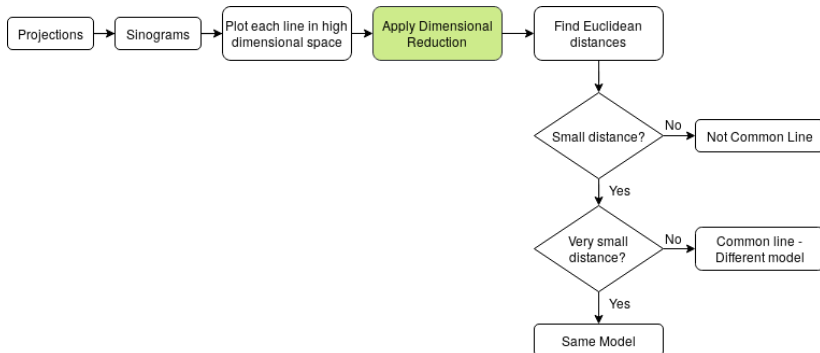 Projections
Sinograms
Plot each line in high
dimensional space
Apply Dimensional
Reduction
Find Euclidean
distances
Small distance?
No
Not Common Line
Yes
Very small
distance?
No
Common line -
Different model
Yes
Same Model